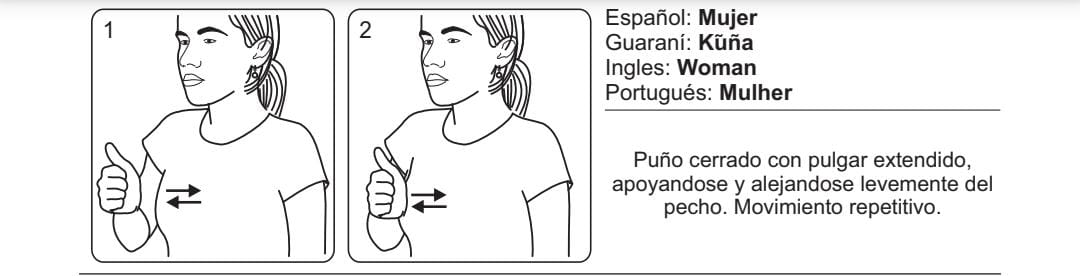 1
2
Español: Mujer
Guaraní: Kũña
Ingles: Woman
Portugués: Mulher
Puño cerrado con pulgar extendido,
apoyandose y alejandose levemente del
pecho. Movimiento repetitivo.